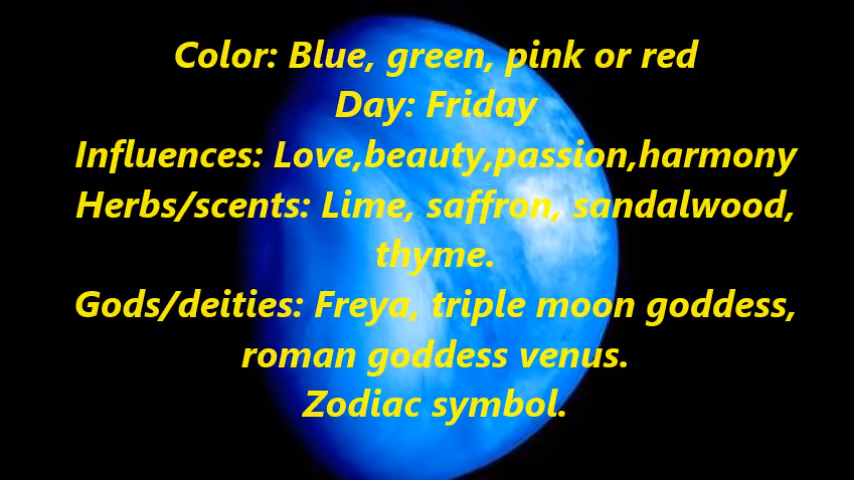 Color: Blue, green, pink or red
Day: Friday
Influences: Love,beauty,passion,harmony
Herbs/scents: Lime, saffron, sandalwood,
thyme.
Gods/deities: Freya, triple moon goddess,
roman goddess venus.
Zodiac symbol.